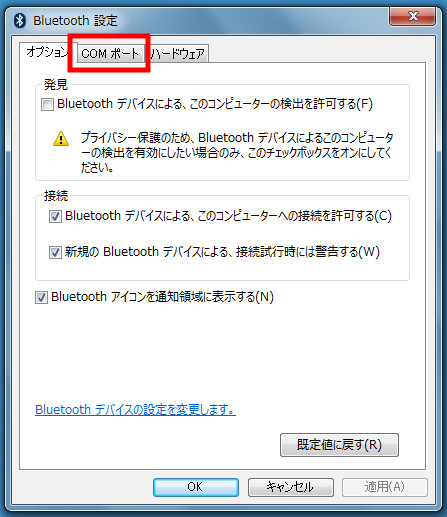 Bluetooth 設定
オプション COM ポート ハードウェア
発見
Bluetooth デバイスによる、このコンピューターの検出を許可する(F)
プライバシー保護のため、Bluetooth デバイスによるこのコンピュータ
ーの検出を有効にしたい場合のみ、このチェックボックスをオンにしてく
ださい。
接続
Bluetooth デバイスによる、このコンピューターへの接続を許可する(C)
新規の Bluetooth デバイスによる、接続試行時には警告する(W)
Bluetooth アイコンを通知領域に表示する(N)
Bluetooth デバイスの設定を変更します。
既定値に戻す(R)
OK キャンセル 適用(A)